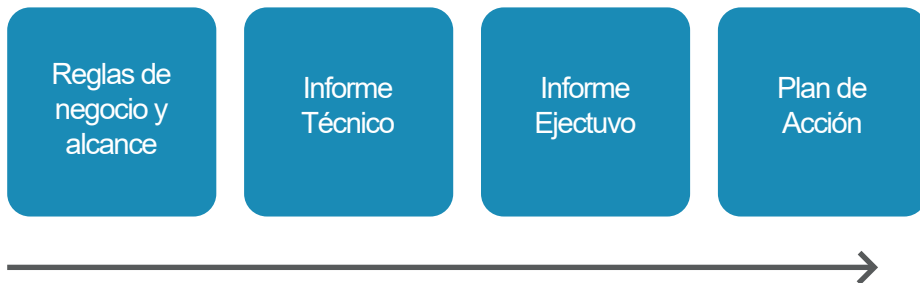 Reglas de
negocio y
alcance
Informe
Técnico
Informe
Ejectuvo
Plan de
Acción